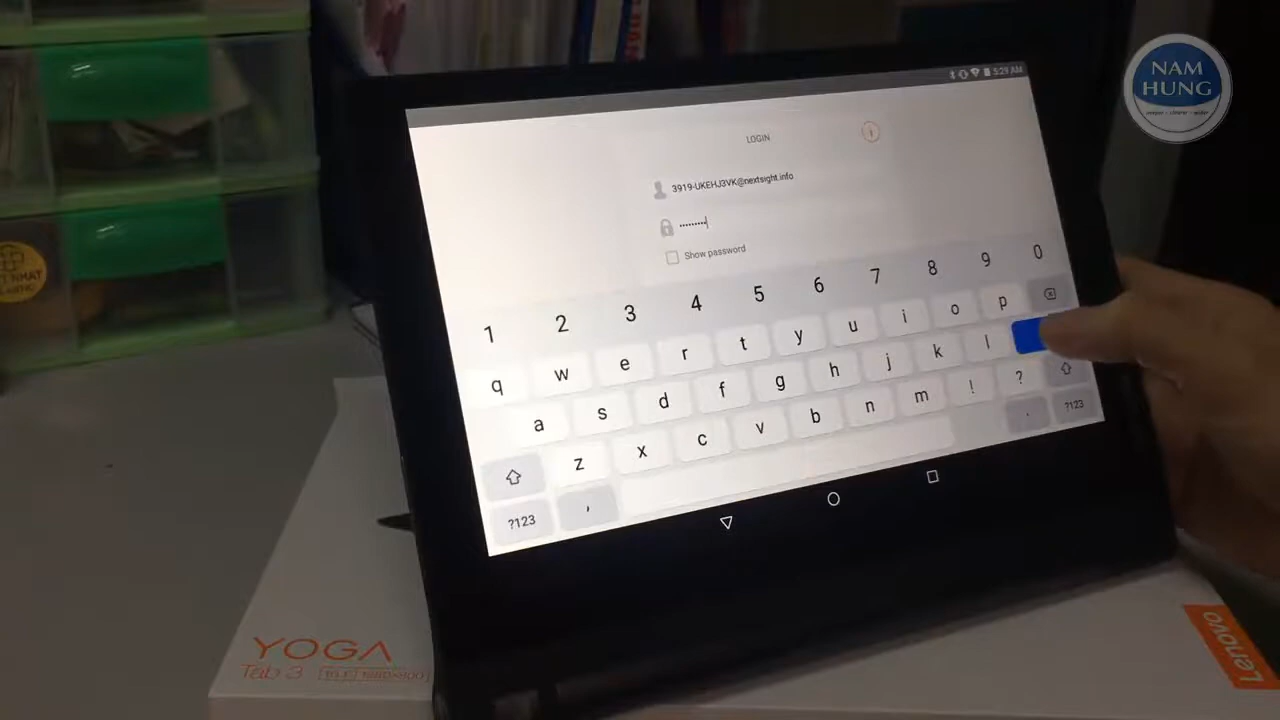 NAM
HUNG
5:29 AM
LOGIN
3919-UKEHJ3VK@nextsight.info
••••••••
Show password
1 2 3 4 5 6 7 8 9 0
q w e r t y u i o p
a s d f g h j k l
z x c v b n m ! ?
?123 , . ?123
YOGA
Tab 3
Lenovo